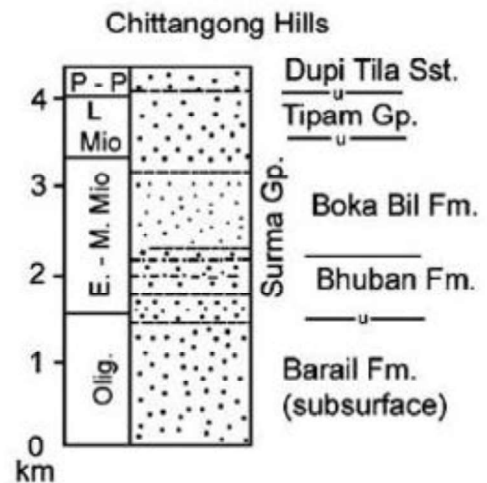 Chittangong Hills
P - P
Dupi Tila Sst.
4
u
L
Mio
Tipam Gp.
u
3
E. - M. Mio
Surma Gp.
Boka Bil Fm.
2
Bhuban Fm.
u
1
Olig.
Barail Fm.
(subsurface)
0
km